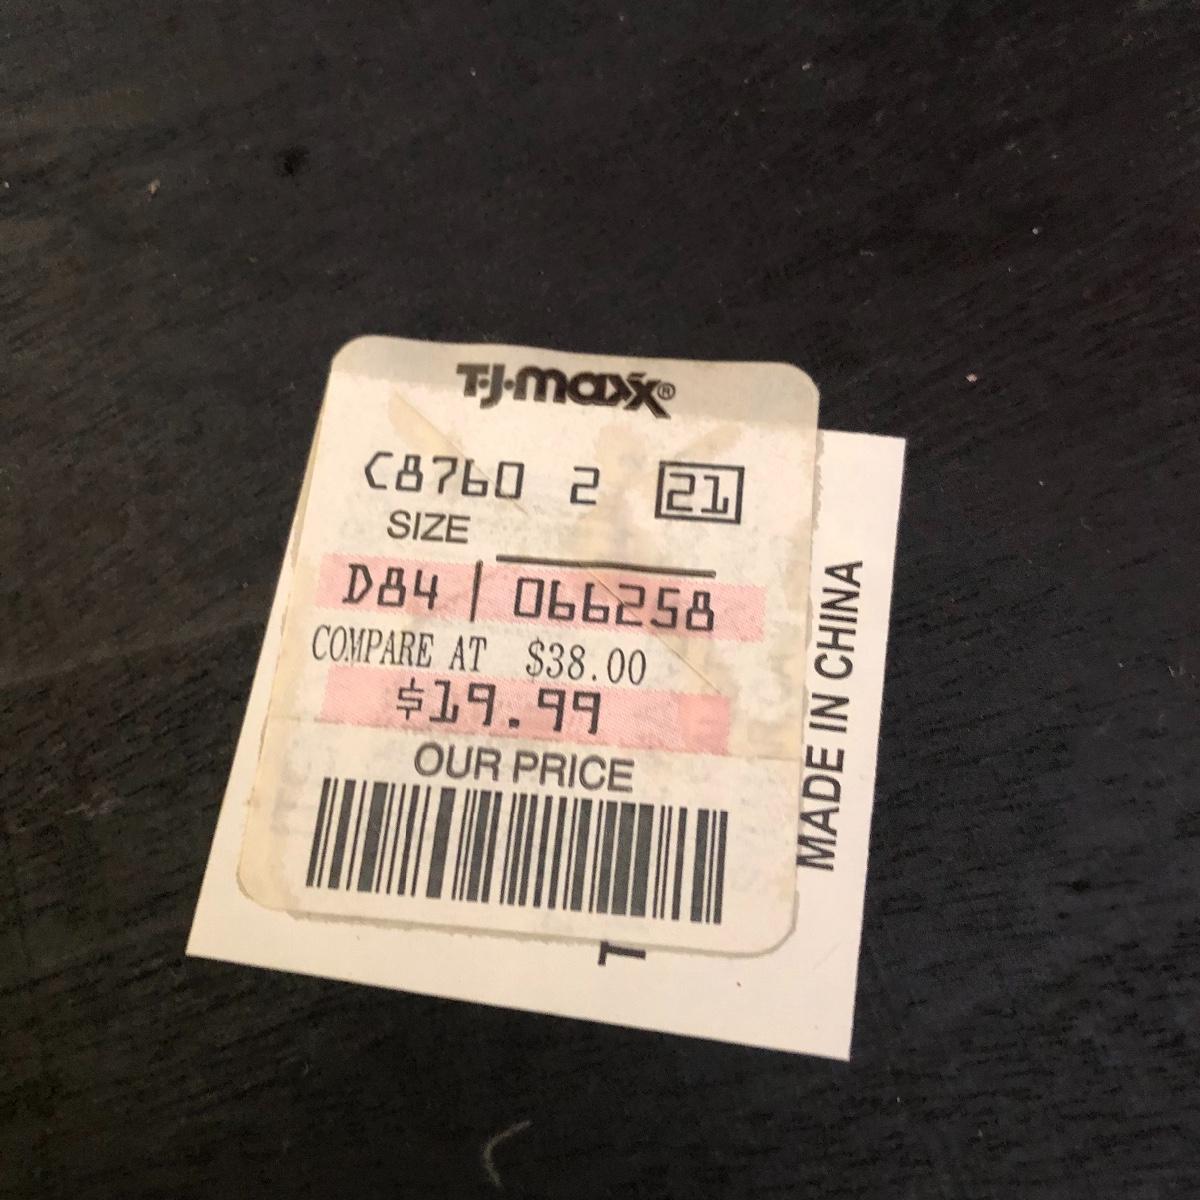 T·J·maxx®
C8760 2 21
SIZE
D84 | 066258
COMPARE AT $38.00
$19.99
OUR PRICE
MADE IN CHINA
T